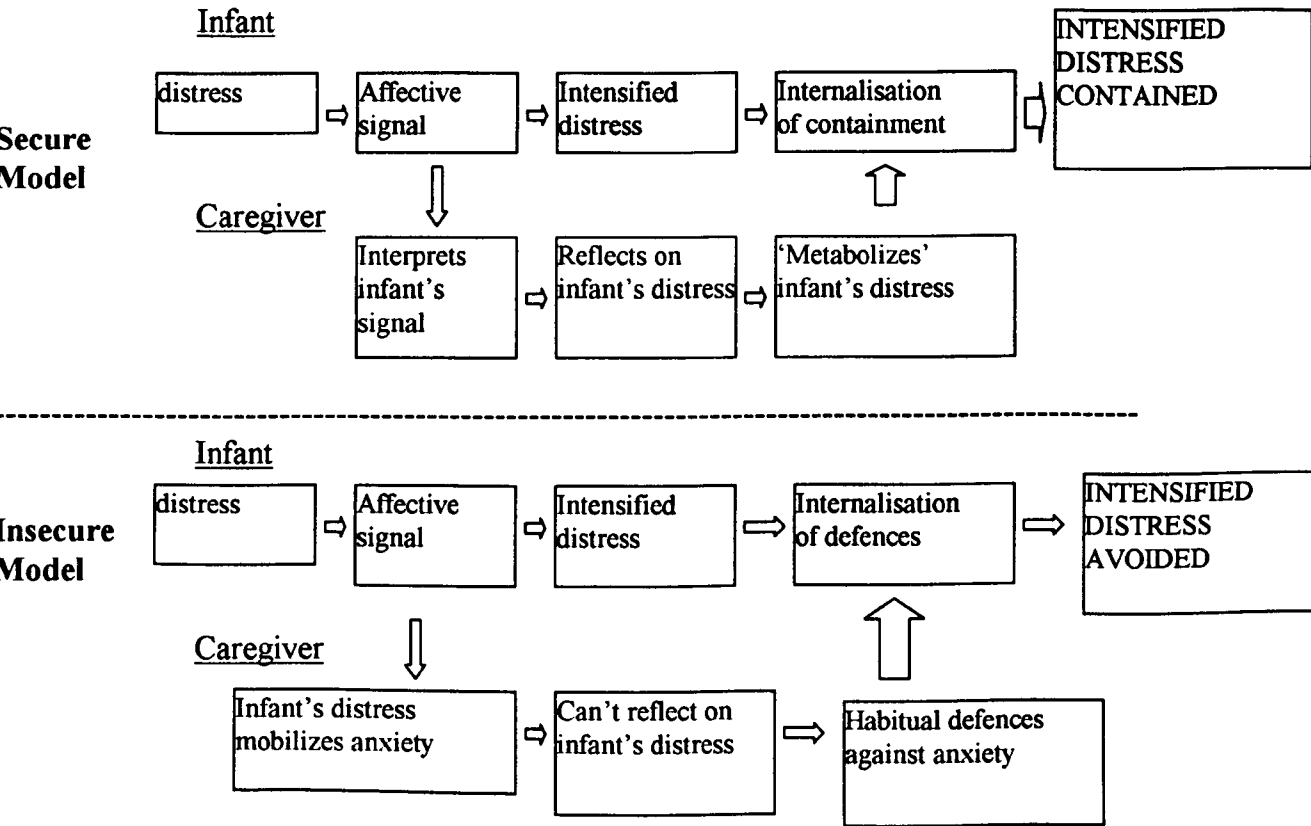 Infant
distress
Affective
signal
Intensified
distress
Internalisation
of containment
INTENSIFIED
DISTRESS
CONTAINED
Secure
Model
Caregiver
Interprets
infant's
signal
Reflects on
infant's distress
‘Metabolizes’
infant's distress
Infant
distress
Affective
signal
Intensified
distress
Internalisation
of defences
INTENSIFIED
DISTRESS
AVOIDED
Insecure
Model
Caregiver
Infant's distress
mobilizes anxiety
Can't reflect on
infant's distress
Habitual defences
against anxiety